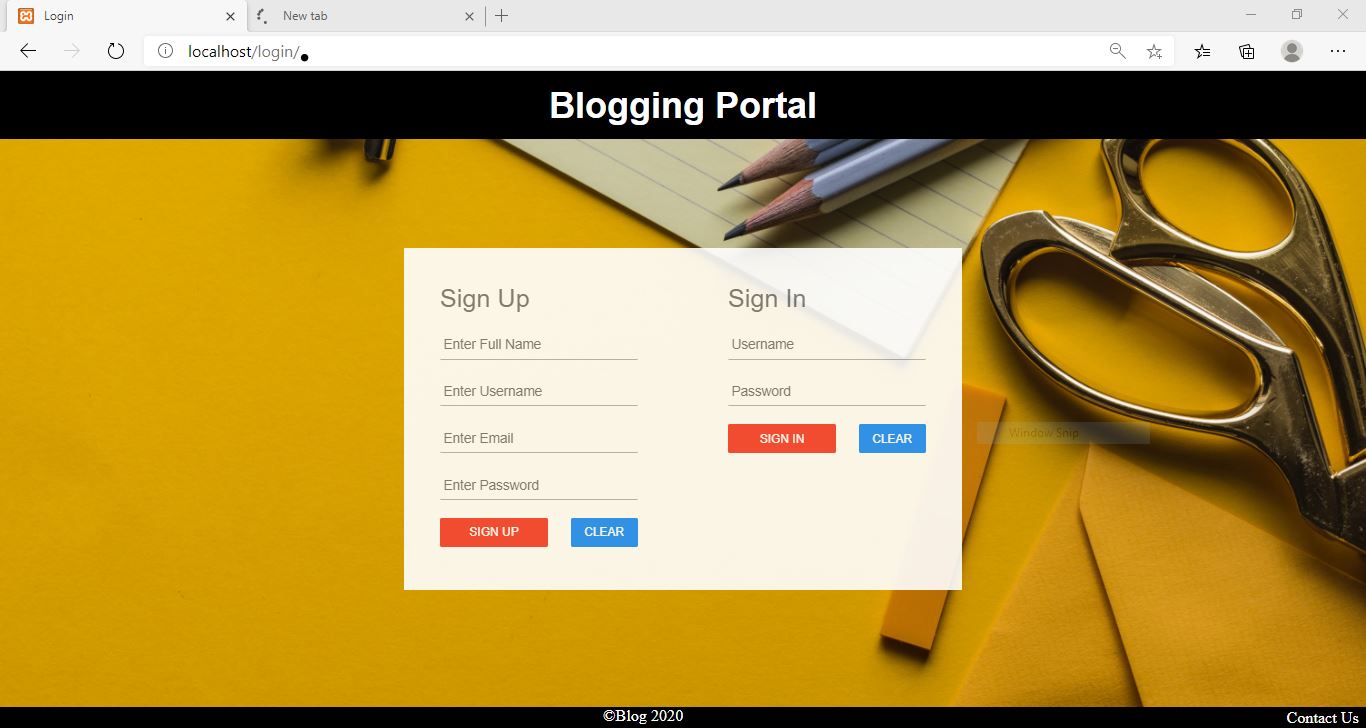 Login
New tab
localhost/login/
Blogging Portal
Sign Up
Enter Full Name
Enter Username
Enter Email
Enter Password
SIGN UP CLEAR
Sign In
Username
Password
SIGN IN CLEAR
Window Snip
©Blog 2020
Contact Us